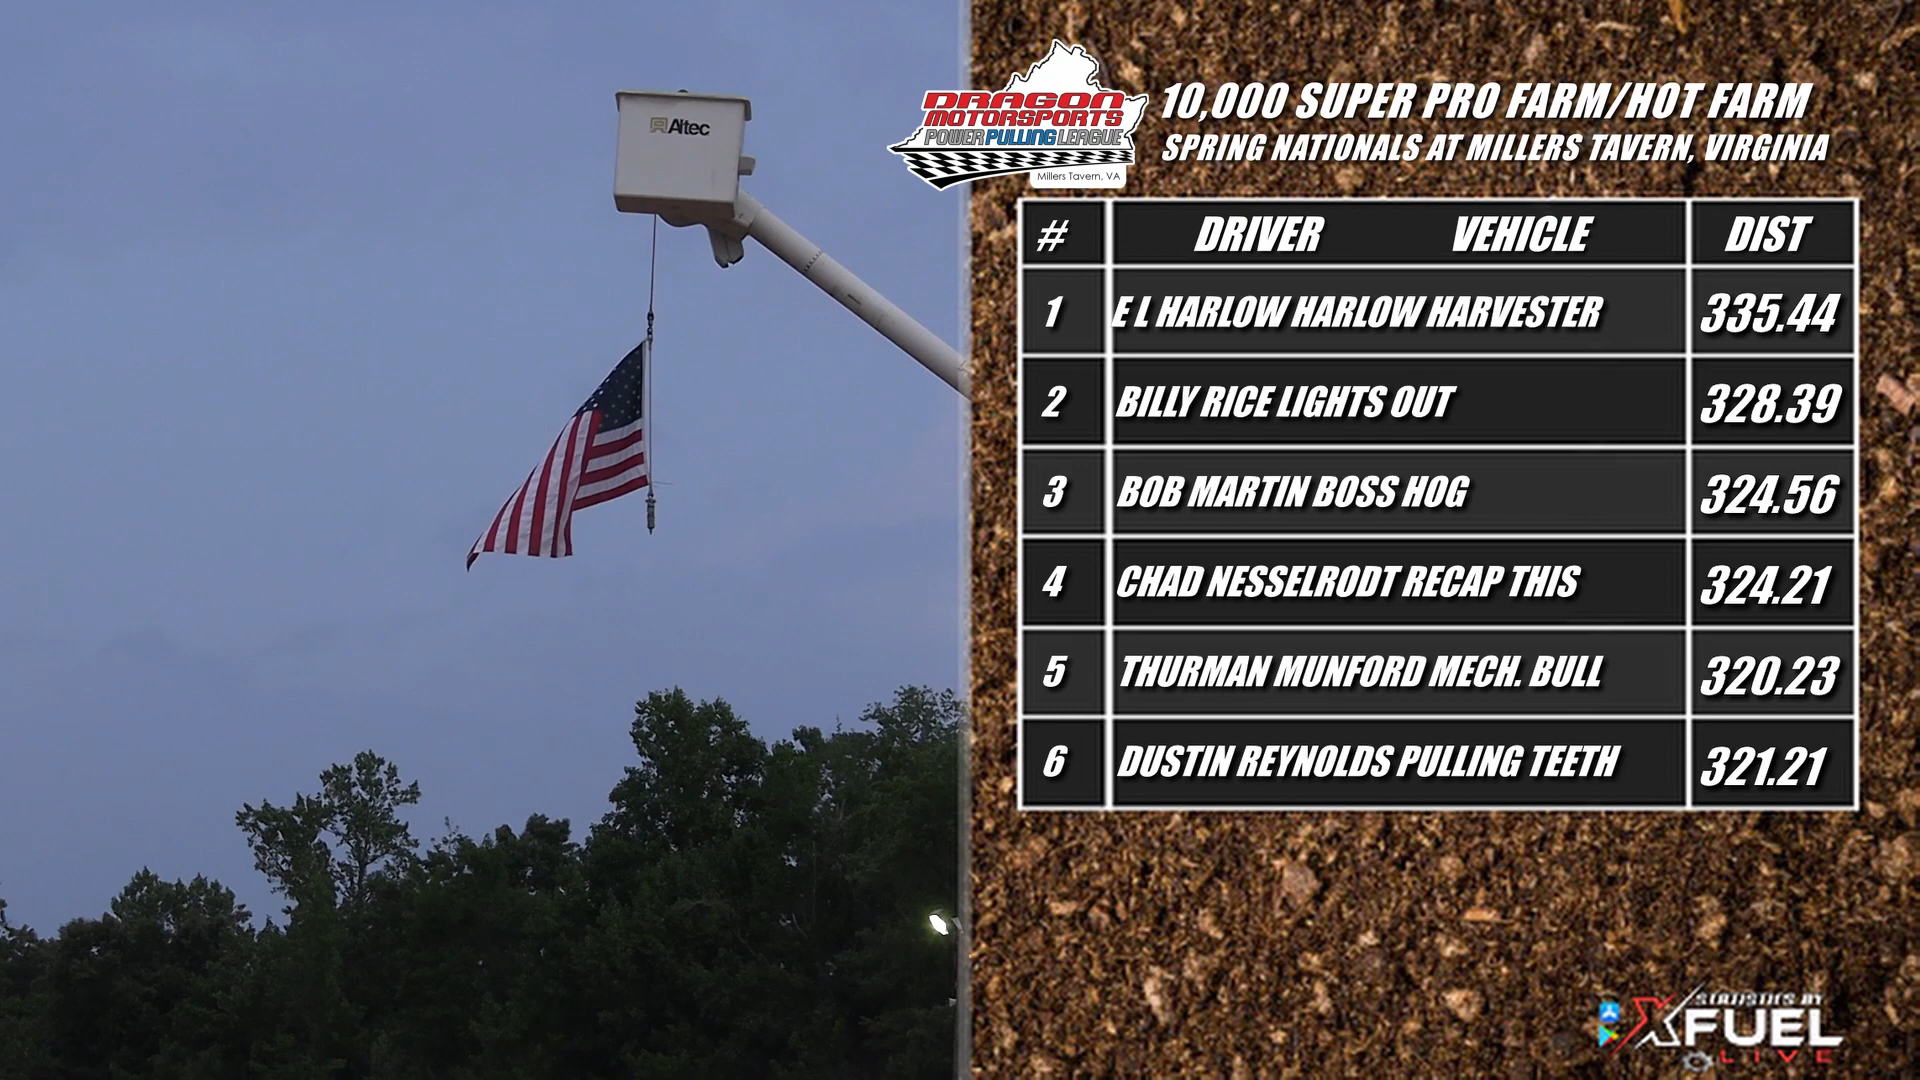 Altec
DRAGON
MOTORSPORTS
POWER PULLING LEAGUE
Millers Tavern, VA
10,000 SUPER PRO FARM/HOT FARM
SPRING NATIONALS AT MILLERS TAVERN, VIRGINIA
# DRIVER VEHICLE DIST
1 E L HARLOW HARLOW HARVESTER 335.44
2 BILLY RICE LIGHTS OUT 328.39
3 BOB MARTIN BOSS HOG 324.56
4 CHAD NESSELRODT RECAP THIS 324.21
5 THURMAN MUNFORD MECH. BULL 320.23
6 DUSTIN REYNOLDS PULLING TEETH 321.21
STATISTICS BY
XFUEL
LIVE